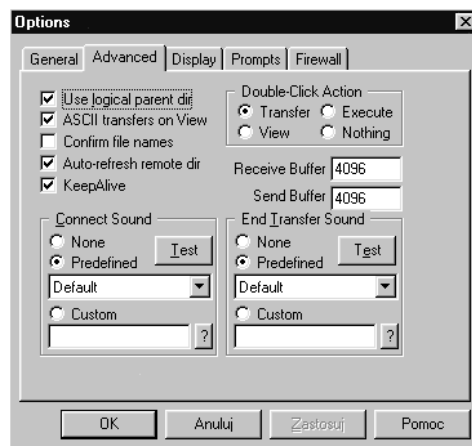 Options
General Advanced Display Prompts Firewall
Use logical parent dir
ASCII transfers on View
Confirm file names
Auto-refresh remote dir
KeepAlive
Double-Click Action
Transfer Execute
View Nothing
Receive Buffer 4096
Send Buffer 4096
Connect Sound
None
Predefined
Test
Default
Custom
?
End Transfer Sound
None
Predefined
Test
Default
Custom
?
OK Anuluj Zastosuj Pomoc